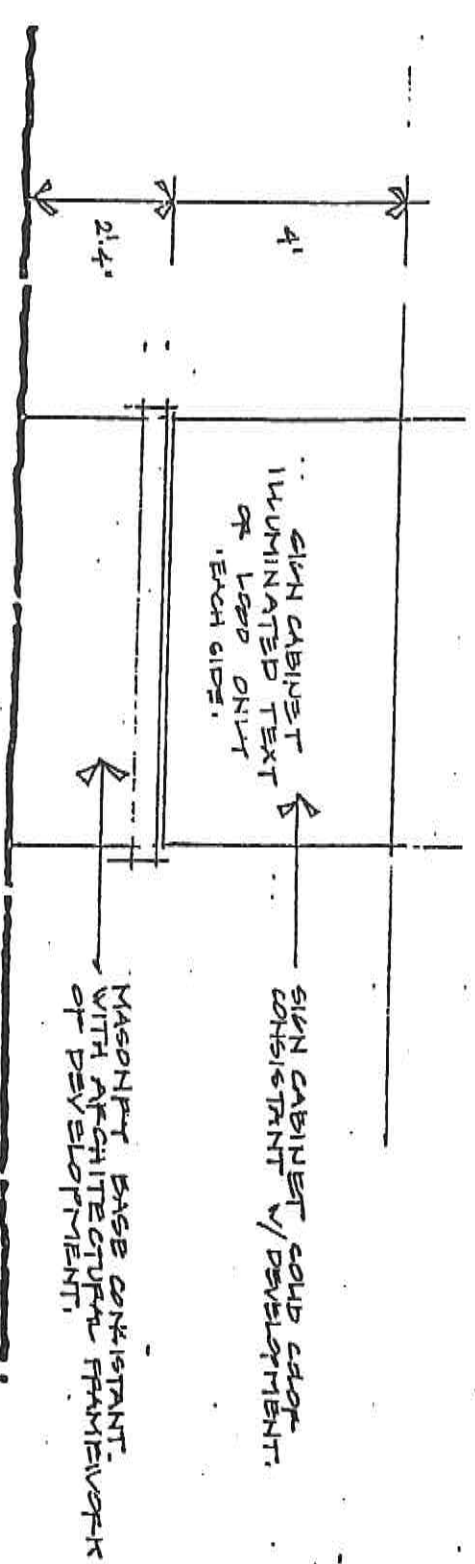 4'
2'.4"
SIGN CABINET
ILLUMINATED TEXT
OR LOGO ONLY
EACH SIDE.
SIGN CABINET SOLID COLOR
CONSISTANT W/ DEVELOPMENT.
MASONRY BASE CONSISTANT.
WITH ARCHITECTURAL FRAMEWORK
OF DEVELOPMENT.